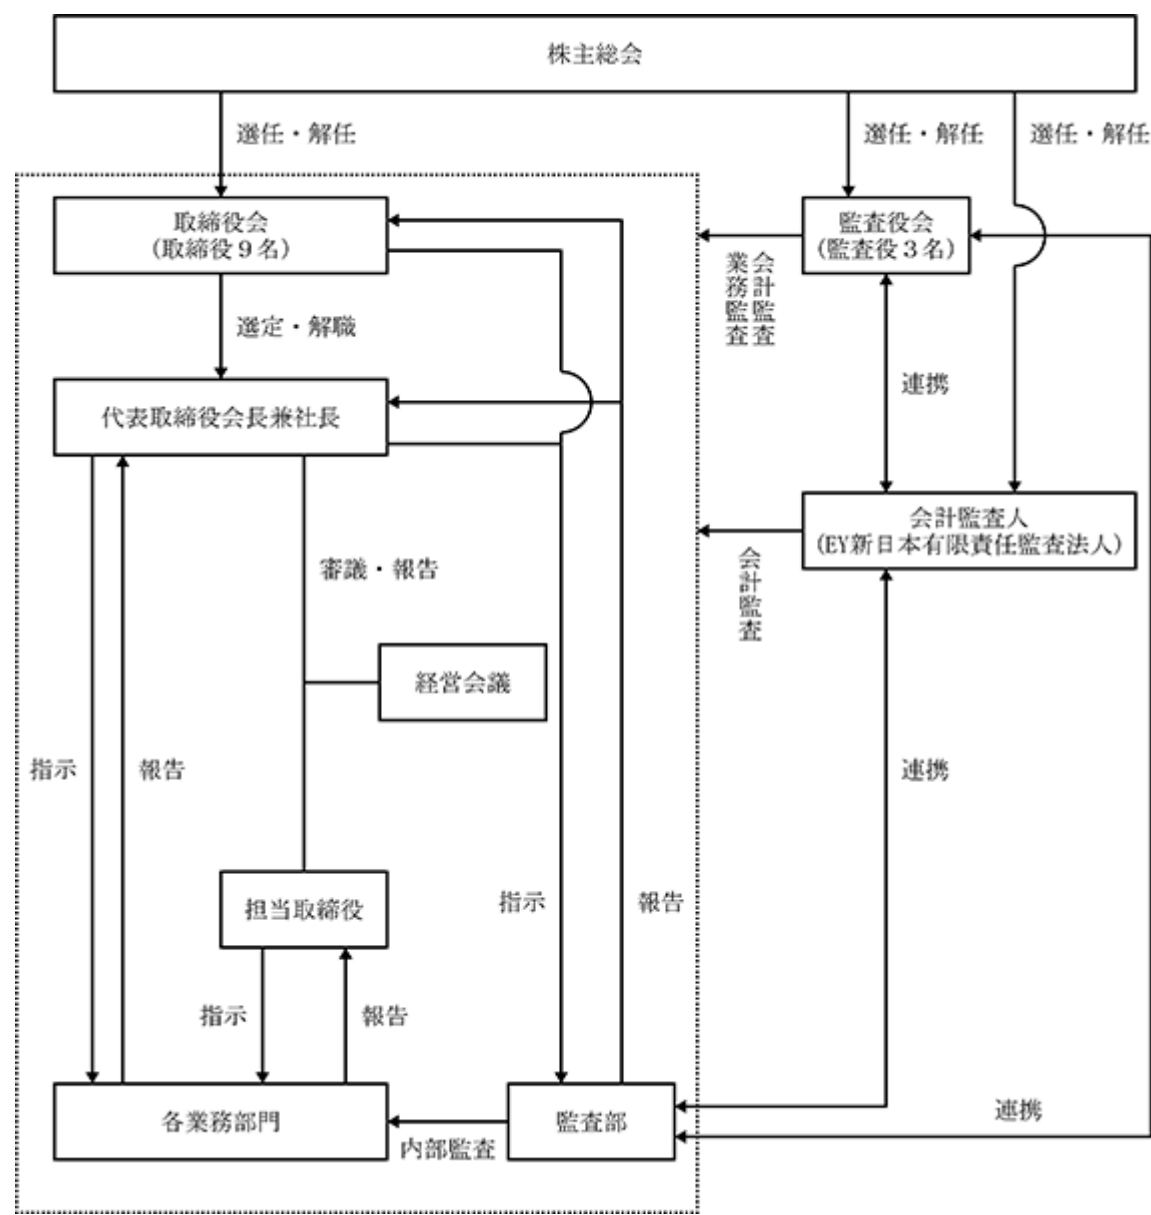 株主総会
選任・解任
選任・解任
選任・解任
取締役会
(取締役９名)
監査役会
(監査役３名)
会計監査
業務監査
選定・解職
代表取締役会長兼社長
連携
会計監査人
(EY新日本有限責任監査法人)
会計監査
審議・報告
経営会議
指示
報告
連携
担当取締役
指示
報告
指示
報告
各業務部門
内部監査
監査部
連携